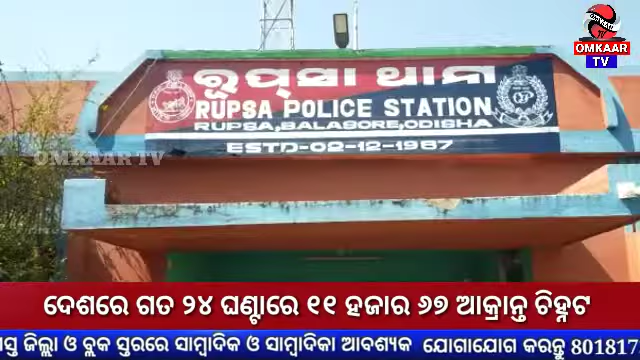 OMKAAR
TV
ରୂପସା ଥାନା
RUPSA POLICE STATION
RUPSA,BALASORE,ODISHA
ESTD-02-12-1987
OMKAAR TV
ଦେଶରେ ଗତ ୨୪ ଘଣ୍ଟାରେ ୧୧ ହଜାର ୬୭ ଆକ୍ରାନ୍ତ ଚିହ୍ନଟ
ଜିଲ୍ଲା ଓ ବ୍ଲକ ସ୍ତରରେ ସାମ୍ବାଦିକ ଓ ସାମ୍ବାଦିକା ଆବଶ୍ୟକ ଯୋଗାଯୋଗ କରନ୍ତୁ 801817